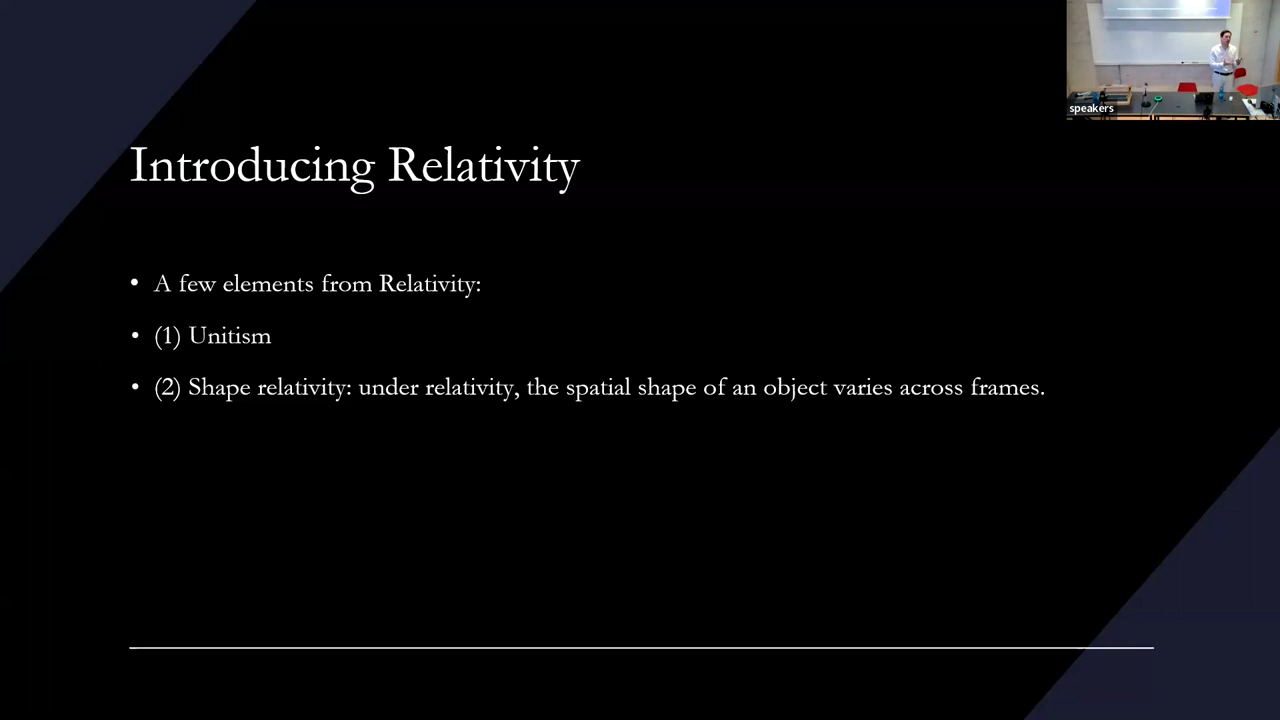 speakers
Introducing Relativity
• A few elements from Relativity:
• (1) Unitism
• (2) Shape relativity: under relativity, the spatial shape of an object varies across frames.